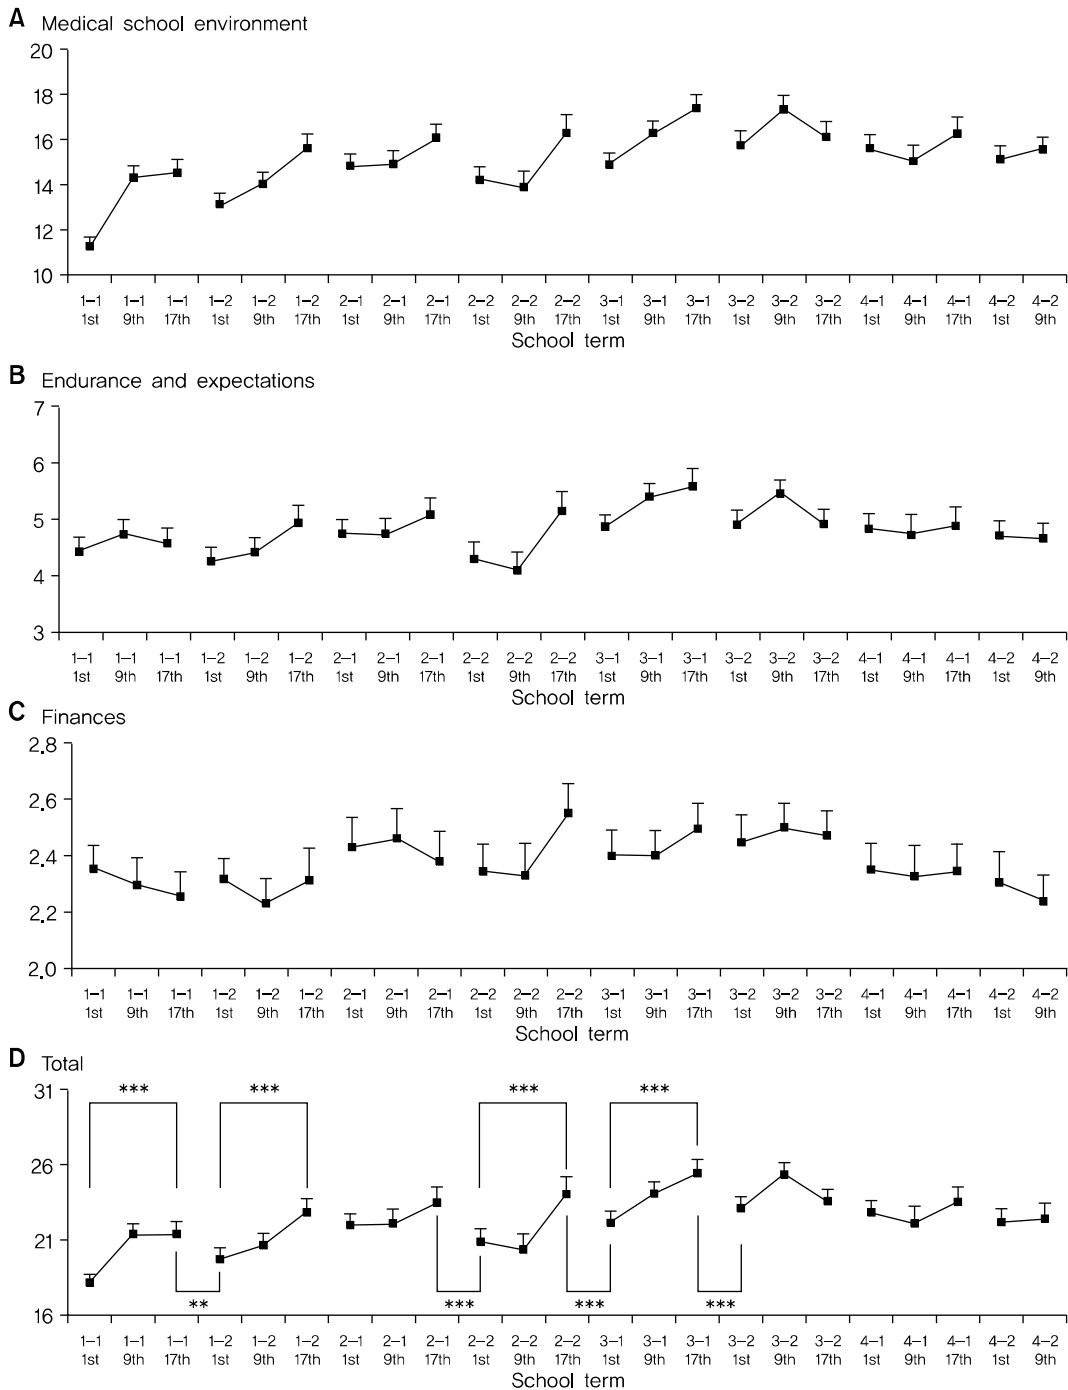 A Medical school environment
20
18
16
14
12
10
1–1 1–1 1–1 1–2 1–2 1–2 2–1 2–1 2–1 2–2 2–2 2–2 3–1 3–1 3–1 3–2 3–2 3–2 4–1 4–1 4–1 4–2 4–2
1st 9th 17th 1st 9th 17th 1st 9th 17th 1st 9th 17th 1st 9th 17th 1st 9th 17th 1st 9th 17th 1st 9th
School term
B Endurance and expectations
7
6
5
4
3
1–1 1–1 1–1 1–2 1–2 1–2 2–1 2–1 2–1 2–2 2–2 2–2 3–1 3–1 3–1 3–2 3–2 3–2 4–1 4–1 4–1 4–2 4–2
1st 9th 17th 1st 9th 17th 1st 9th 17th 1st 9th 17th 1st 9th 17th 1st 9th 17th 1st 9th 17th 1st 9th
School term
C Finances
2.8
2.6
2.4
2.2
2.0
1–1 1–1 1–1 1–2 1–2 1–2 2–1 2–1 2–1 2–2 2–2 2–2 3–1 3–1 3–1 3–2 3–2 3–2 4–1 4–1 4–1 4–2 4–2
1st 9th 17th 1st 9th 17th 1st 9th 17th 1st 9th 17th 1st 9th 17th 1st 9th 17th 1st 9th 17th 1st 9th
School term
D Total
31
*** *** *** ***
26
21
** *** *** ***
16
1–1 1–1 1–1 1–2 1–2 1–2 2–1 2–1 2–1 2–2 2–2 2–2 3–1 3–1 3–1 3–2 3–2 3–2 4–1 4–1 4–1 4–2 4–2
1st 9th 17th 1st 9th 17th 1st 9th 17th 1st 9th 17th 1st 9th 17th 1st 9th 17th 1st 9th 17th 1st 9th
School term